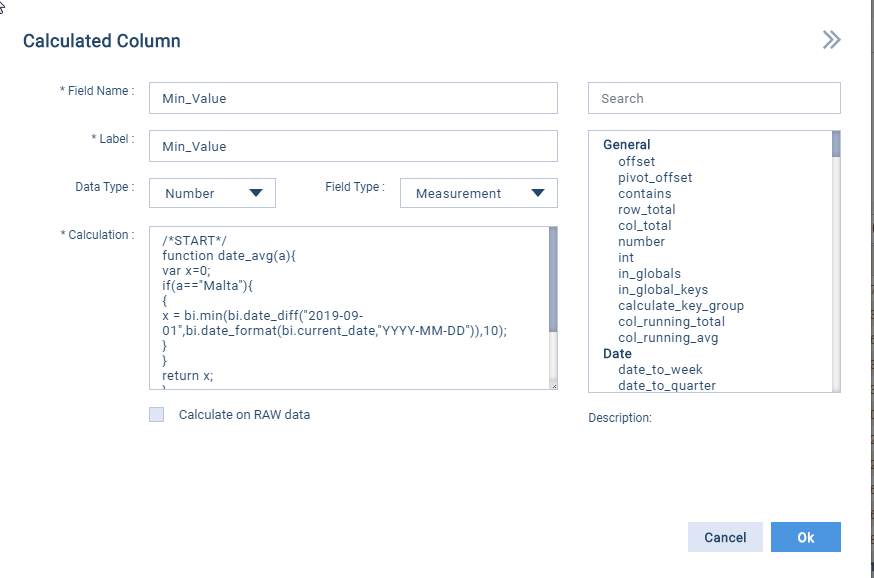 Calculated Column
* Field Name :
Min_Value
* Label :
Min_Value
Data Type :
Number
Field Type :
Measurement
* Calculation :
/*START*/
function date_avg(a){
var x=0;
if(a=="Malta"){
{
x = bi.min(bi.date_diff("2019-09-
01",bi.date_format(bi.current_date,"YYYY-MM-DD")),10);
}
}
return x;
}
Calculate on RAW data
Search
General
offset
pivot_offset
contains
row_total
col_total
number
int
in_globals
in_global_keys
calculate_key_group
col_running_total
col_running_avg
Date
date_to_week
date_to_quarter
Description:
Cancel
Ok